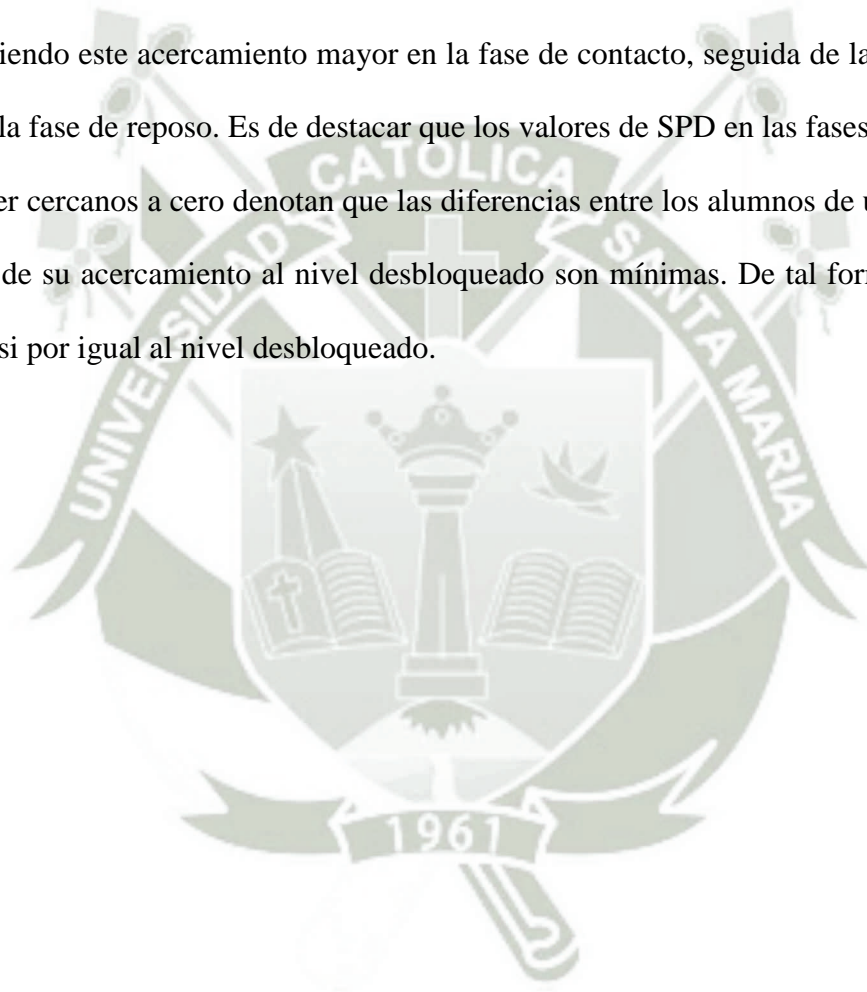 iendo este acercamiento mayor en la fase de contacto, seguida de la
la fase de reposo. Es de destacar que los valores de SPD en las fases
er cercanos a cero denotan que las diferencias entre los alumnos de
de su acercamiento al nivel desbloqueado son mínimas. De tal
si por igual al nivel desbloqueado.
UNIVERSIDAD CATÓLICA SANTA MARIA
1961